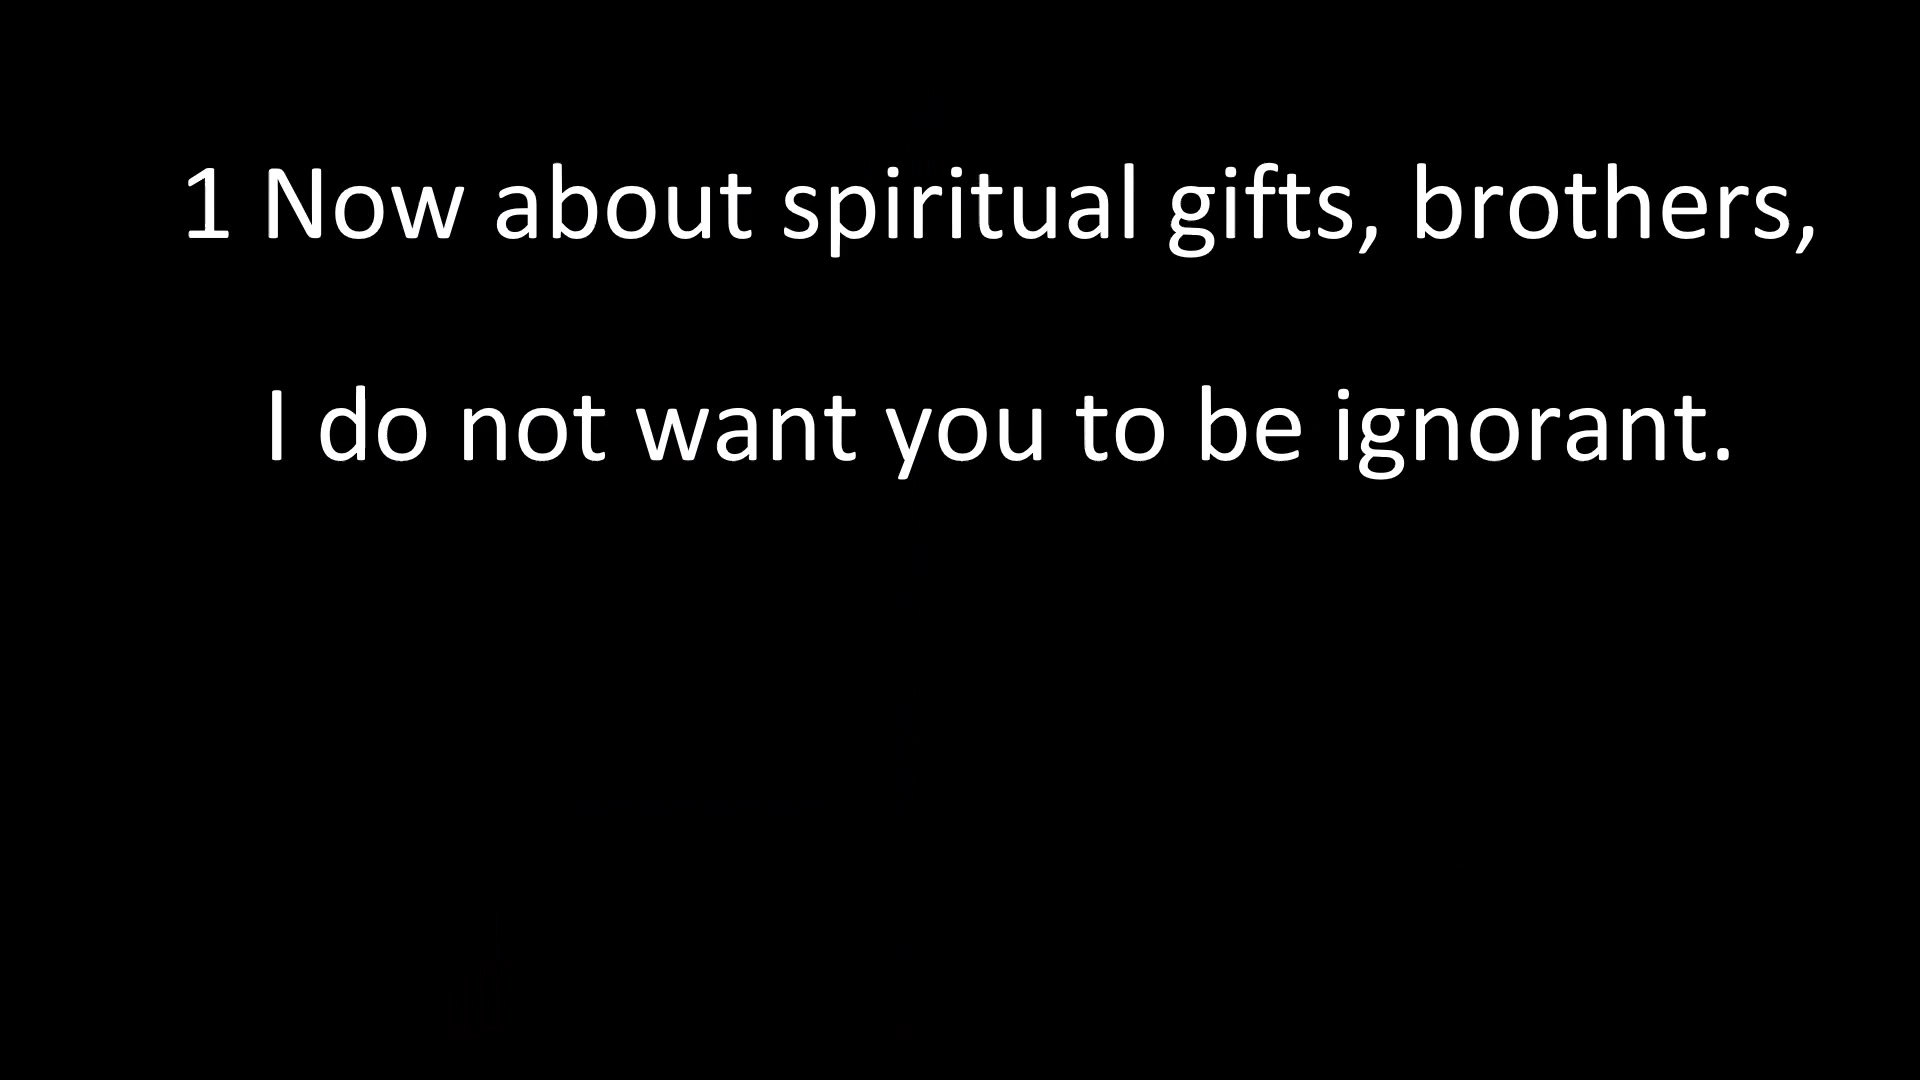 1 Now about spiritual gifts, brothers,
I do not want you to be ignorant.